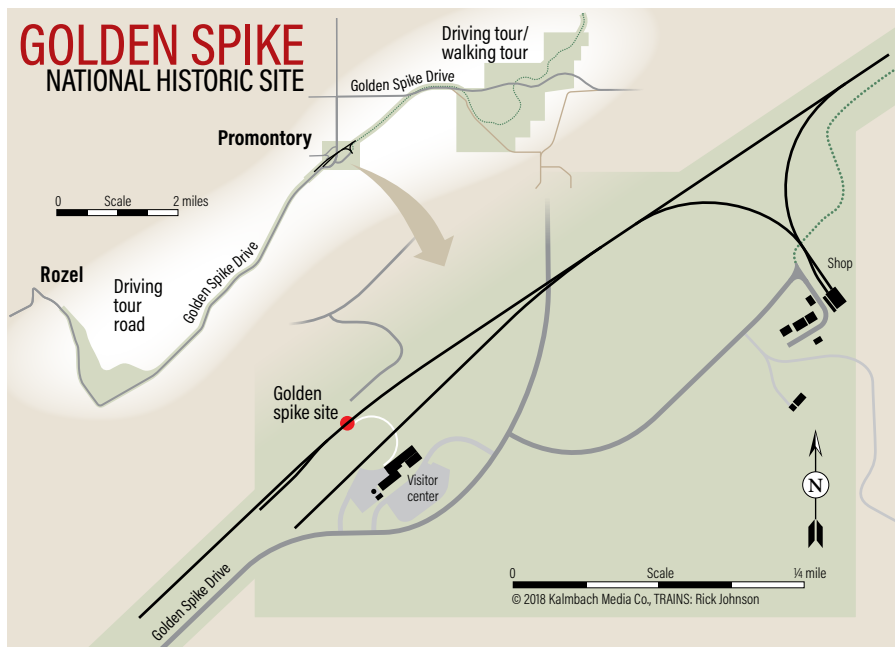 GOLDEN SPIKE
NATIONAL HISTORIC SITE
Driving tour/
walking tour
Golden Spike Drive
Promontory
0 Scale 2 miles
Rozel
Driving
tour
road
Golden Spike Drive
Shop
Golden
spike site
Visitor
center
N
Golden Spike Drive
0 Scale ¼ mile
© 2018 Kalmbach Media Co., TRAINS: Rick Johnson